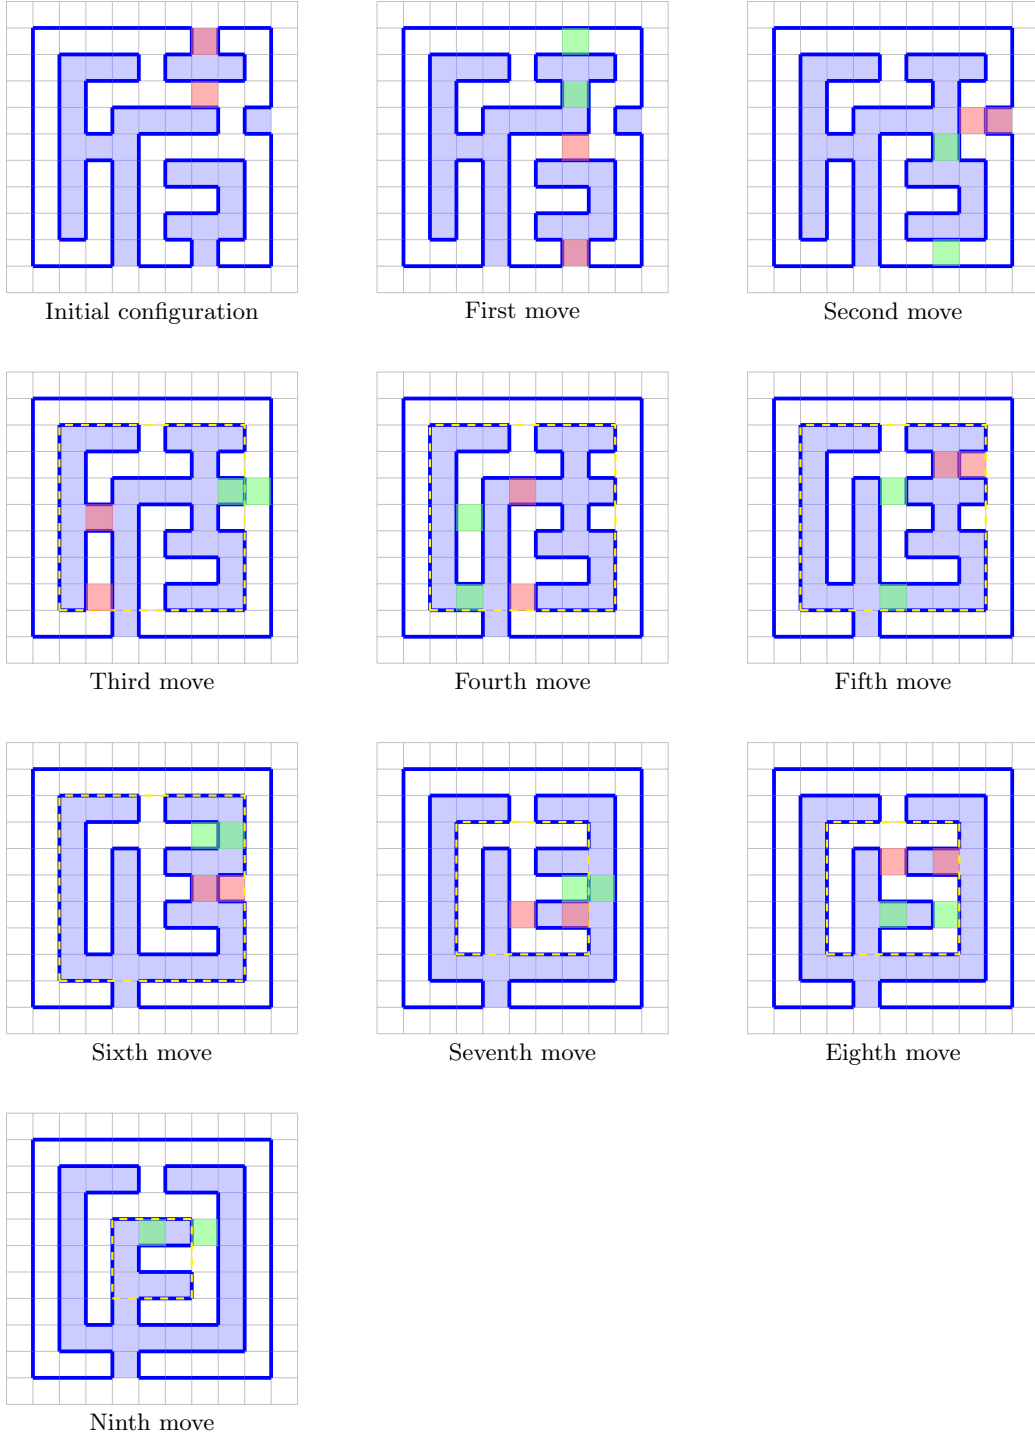 Initial configuration
First move
Second move
Third move
Fourth move
Fifth move
Sixth move
Seventh move
Eighth move
Ninth move